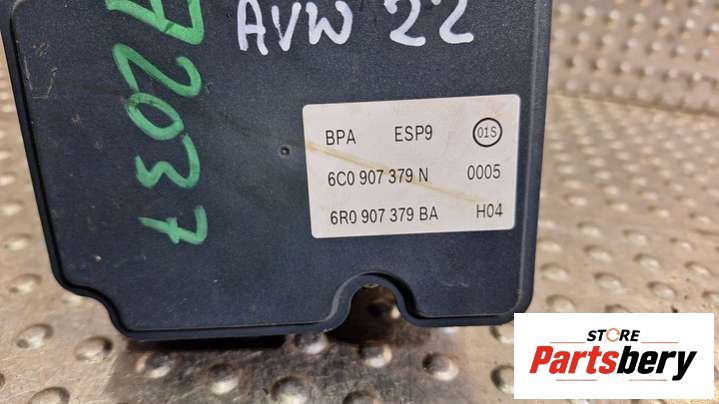 AVW 22
2037
BPA ESP9 01S
6C0 907 379 N 0005
6R0 907 379 BA H04
STORE
Partsbery